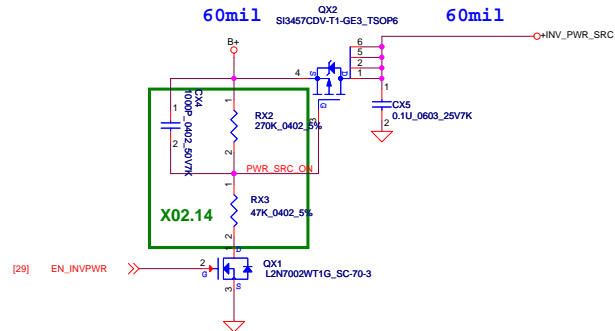 60mil
QX2
SI3457CDV-T1-GE3_TSOP6
60mil
B+
+INV_PWR_SRC
4
S
D
G
3
6
5
2
1
1
CX5
0.1U_0603_25V7K
2
1
CX4
1000P_0402_50V7K
2
1
RX2
270K_0402_5%
2
PWR_SRC_ON
1
RX3
47K_0402_5%
2
X02.14
1
D
QX1
L2N7002WT1G_SC-70-3
[29] EN_INVPWR
2
G
S
3